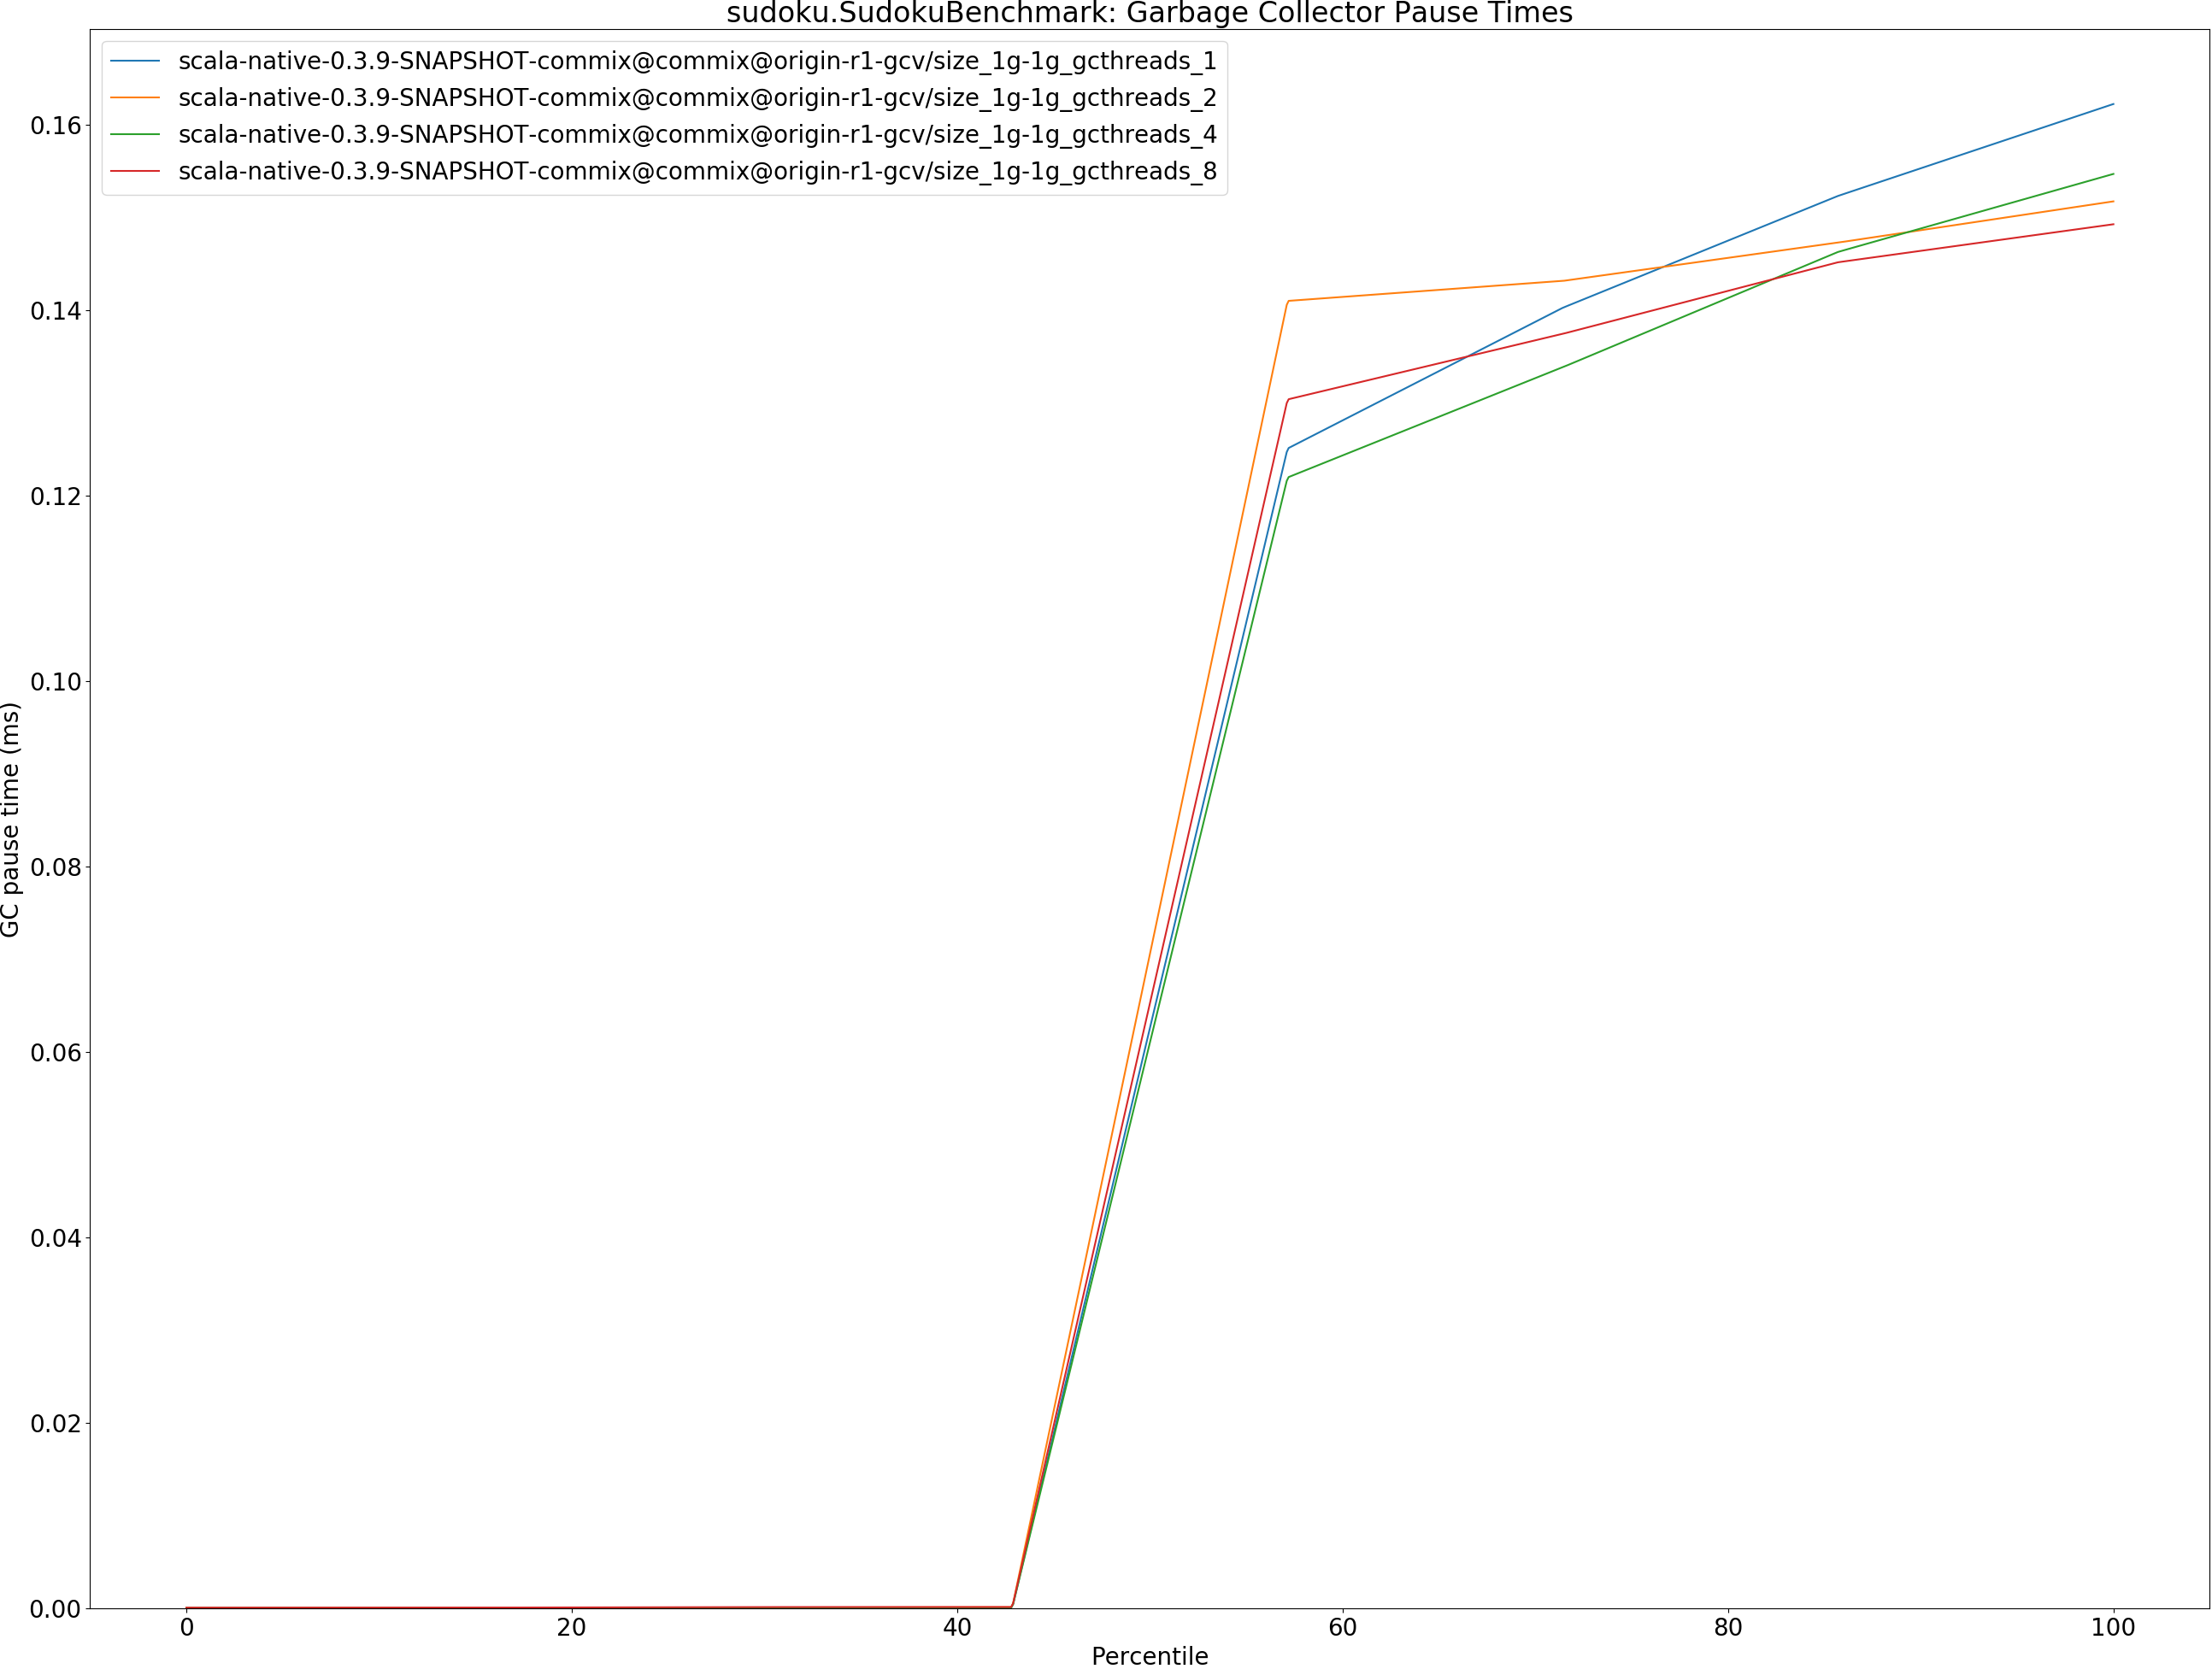 sudoku.SudokuBenchmark: Garbage Collector Pause Times
scala-native-0.3.9-SNAPSHOT-commix@commix@origin-r1-gcv/size_1g-1g_gcthreads_1
scala-native-0.3.9-SNAPSHOT-commix@commix@origin-r1-gcv/size_1g-1g_gcthreads_2
scala-native-0.3.9-SNAPSHOT-commix@commix@origin-r1-gcv/size_1g-1g_gcthreads_4
scala-native-0.3.9-SNAPSHOT-commix@commix@origin-r1-gcv/size_1g-1g_gcthreads_8
0.16
0.14
0.12
0.10
0.08
0.06
0.04
0.02
0.00
GC pause time (ms)
0 20 40 60 80 100
Percentile